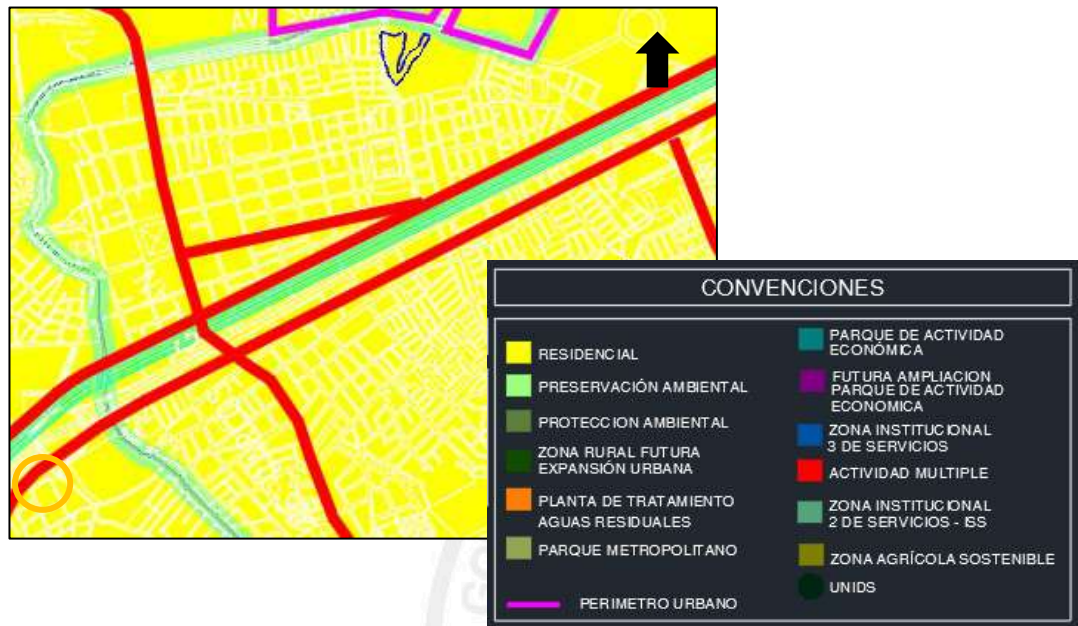 CONVENCIONES
RESIDENCIAL
PRESERVACIÓN AMBIENTAL
PROTECCION AMBIENTAL
ZONA RURAL FUTURA
EXPANSIÓN URBANA
PLANTA DE TRATAMIENTO
AGUAS RESIDUALES
PARQUE METROPOLITANO
PERIMETRO URBANO
PARQUE DE ACTIVIDAD
ECONÓMICA
FUTURA AMPLIACION
PARQUE DE ACTIVIDAD
ECONOMICA
ZONA INSTITUCIONAL
3 DE SERVICIOS
ACTIVIDAD MULTIPLE
ZONA INSTITUCIONAL
2 DE SERVICIOS - ISS
ZONA AGRÍCOLA SOSTENIBLE
UNIDS